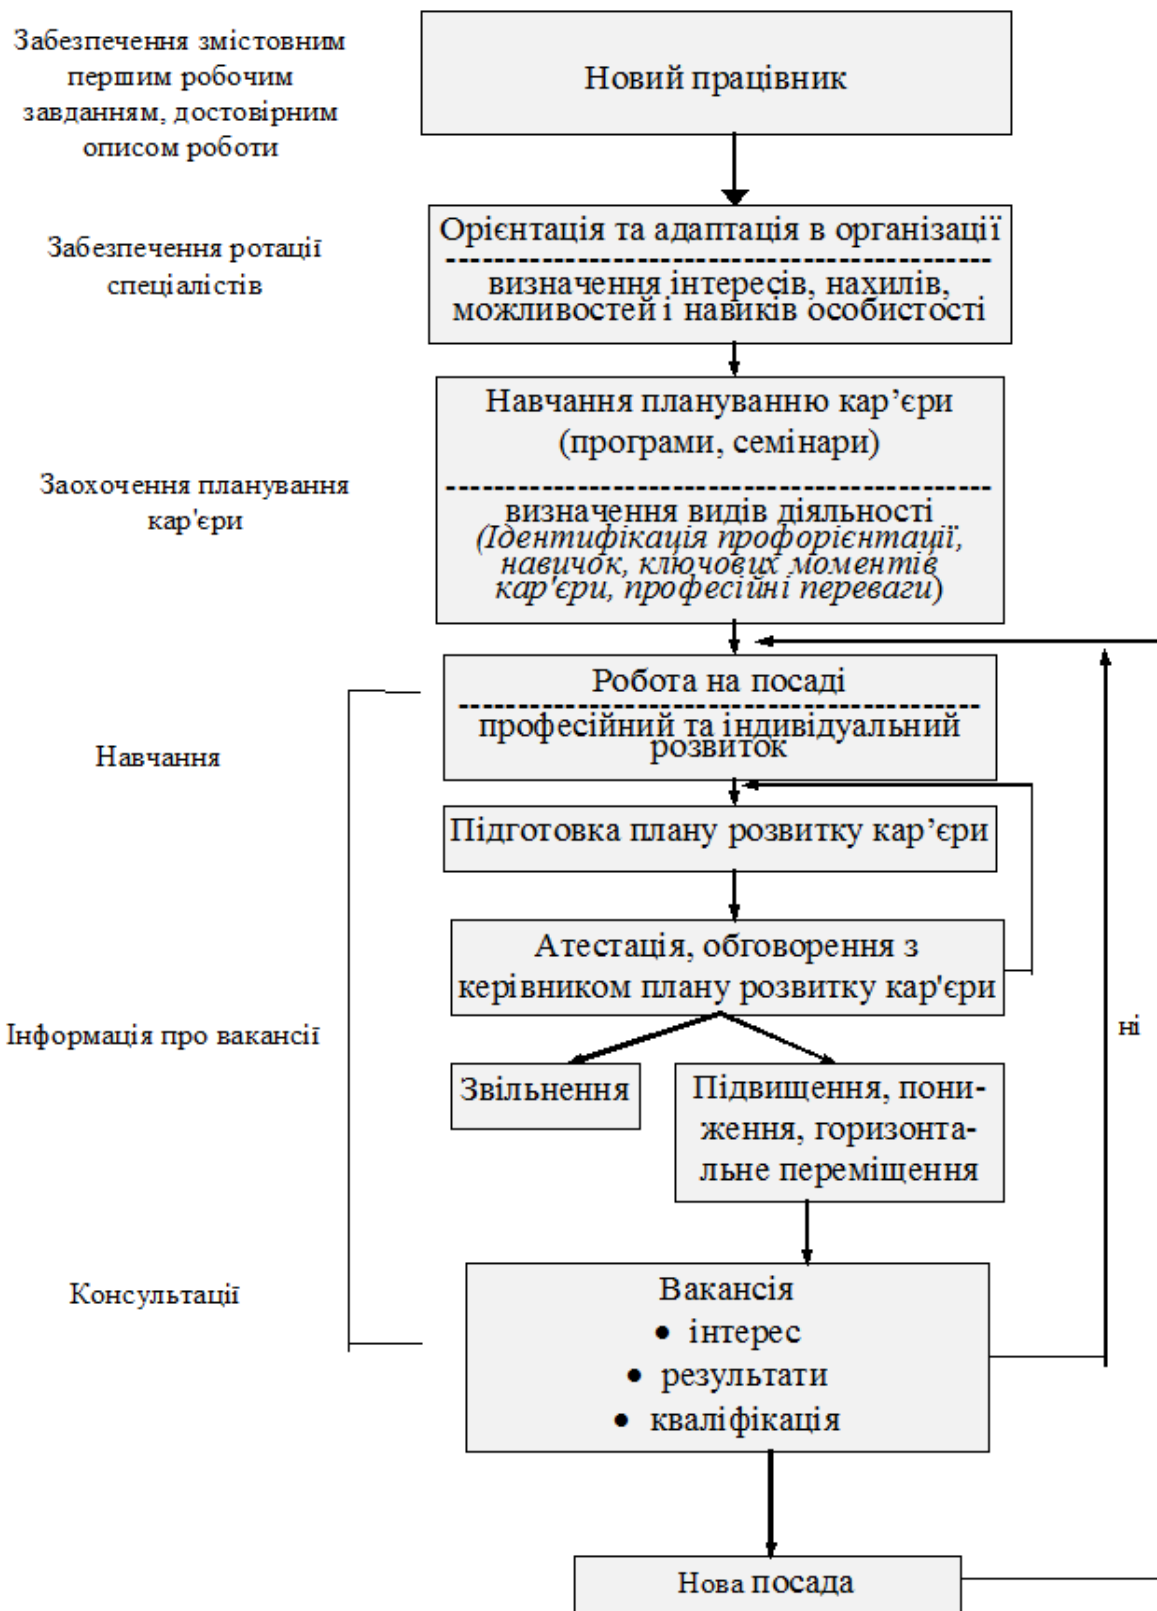 Забезпечення змістовним
першим робочим
завданням, достовірним
описом роботи
Новий працівник
Забезпечення ротації
спеціалістів
Орієнтація та адаптація в організації
визначення інтересів, нахилів,
можливостей і навиків особистості
Заохочення планування
кар'єри
Навчання плануванню кар’єри
(програми, семінари)
визначення видів діяльності
(Ідентифікація профорієнтації,
навичок, ключових моментів
кар'єри, професійні переваги)
Навчання
Робота на посаді
професійний та індивідуальний
розвиток
Підготовка плану розвитку кар’єри
Атестація, обговорення з
керівником плану розвитку кар'єри
Інформація про вакансії
ні
Звільнення
Підвищення, пони-
ження, горизонта-
льне переміщення
Консультації
Вакансія
• інтерес
• результати
• кваліфікація
Нова посада